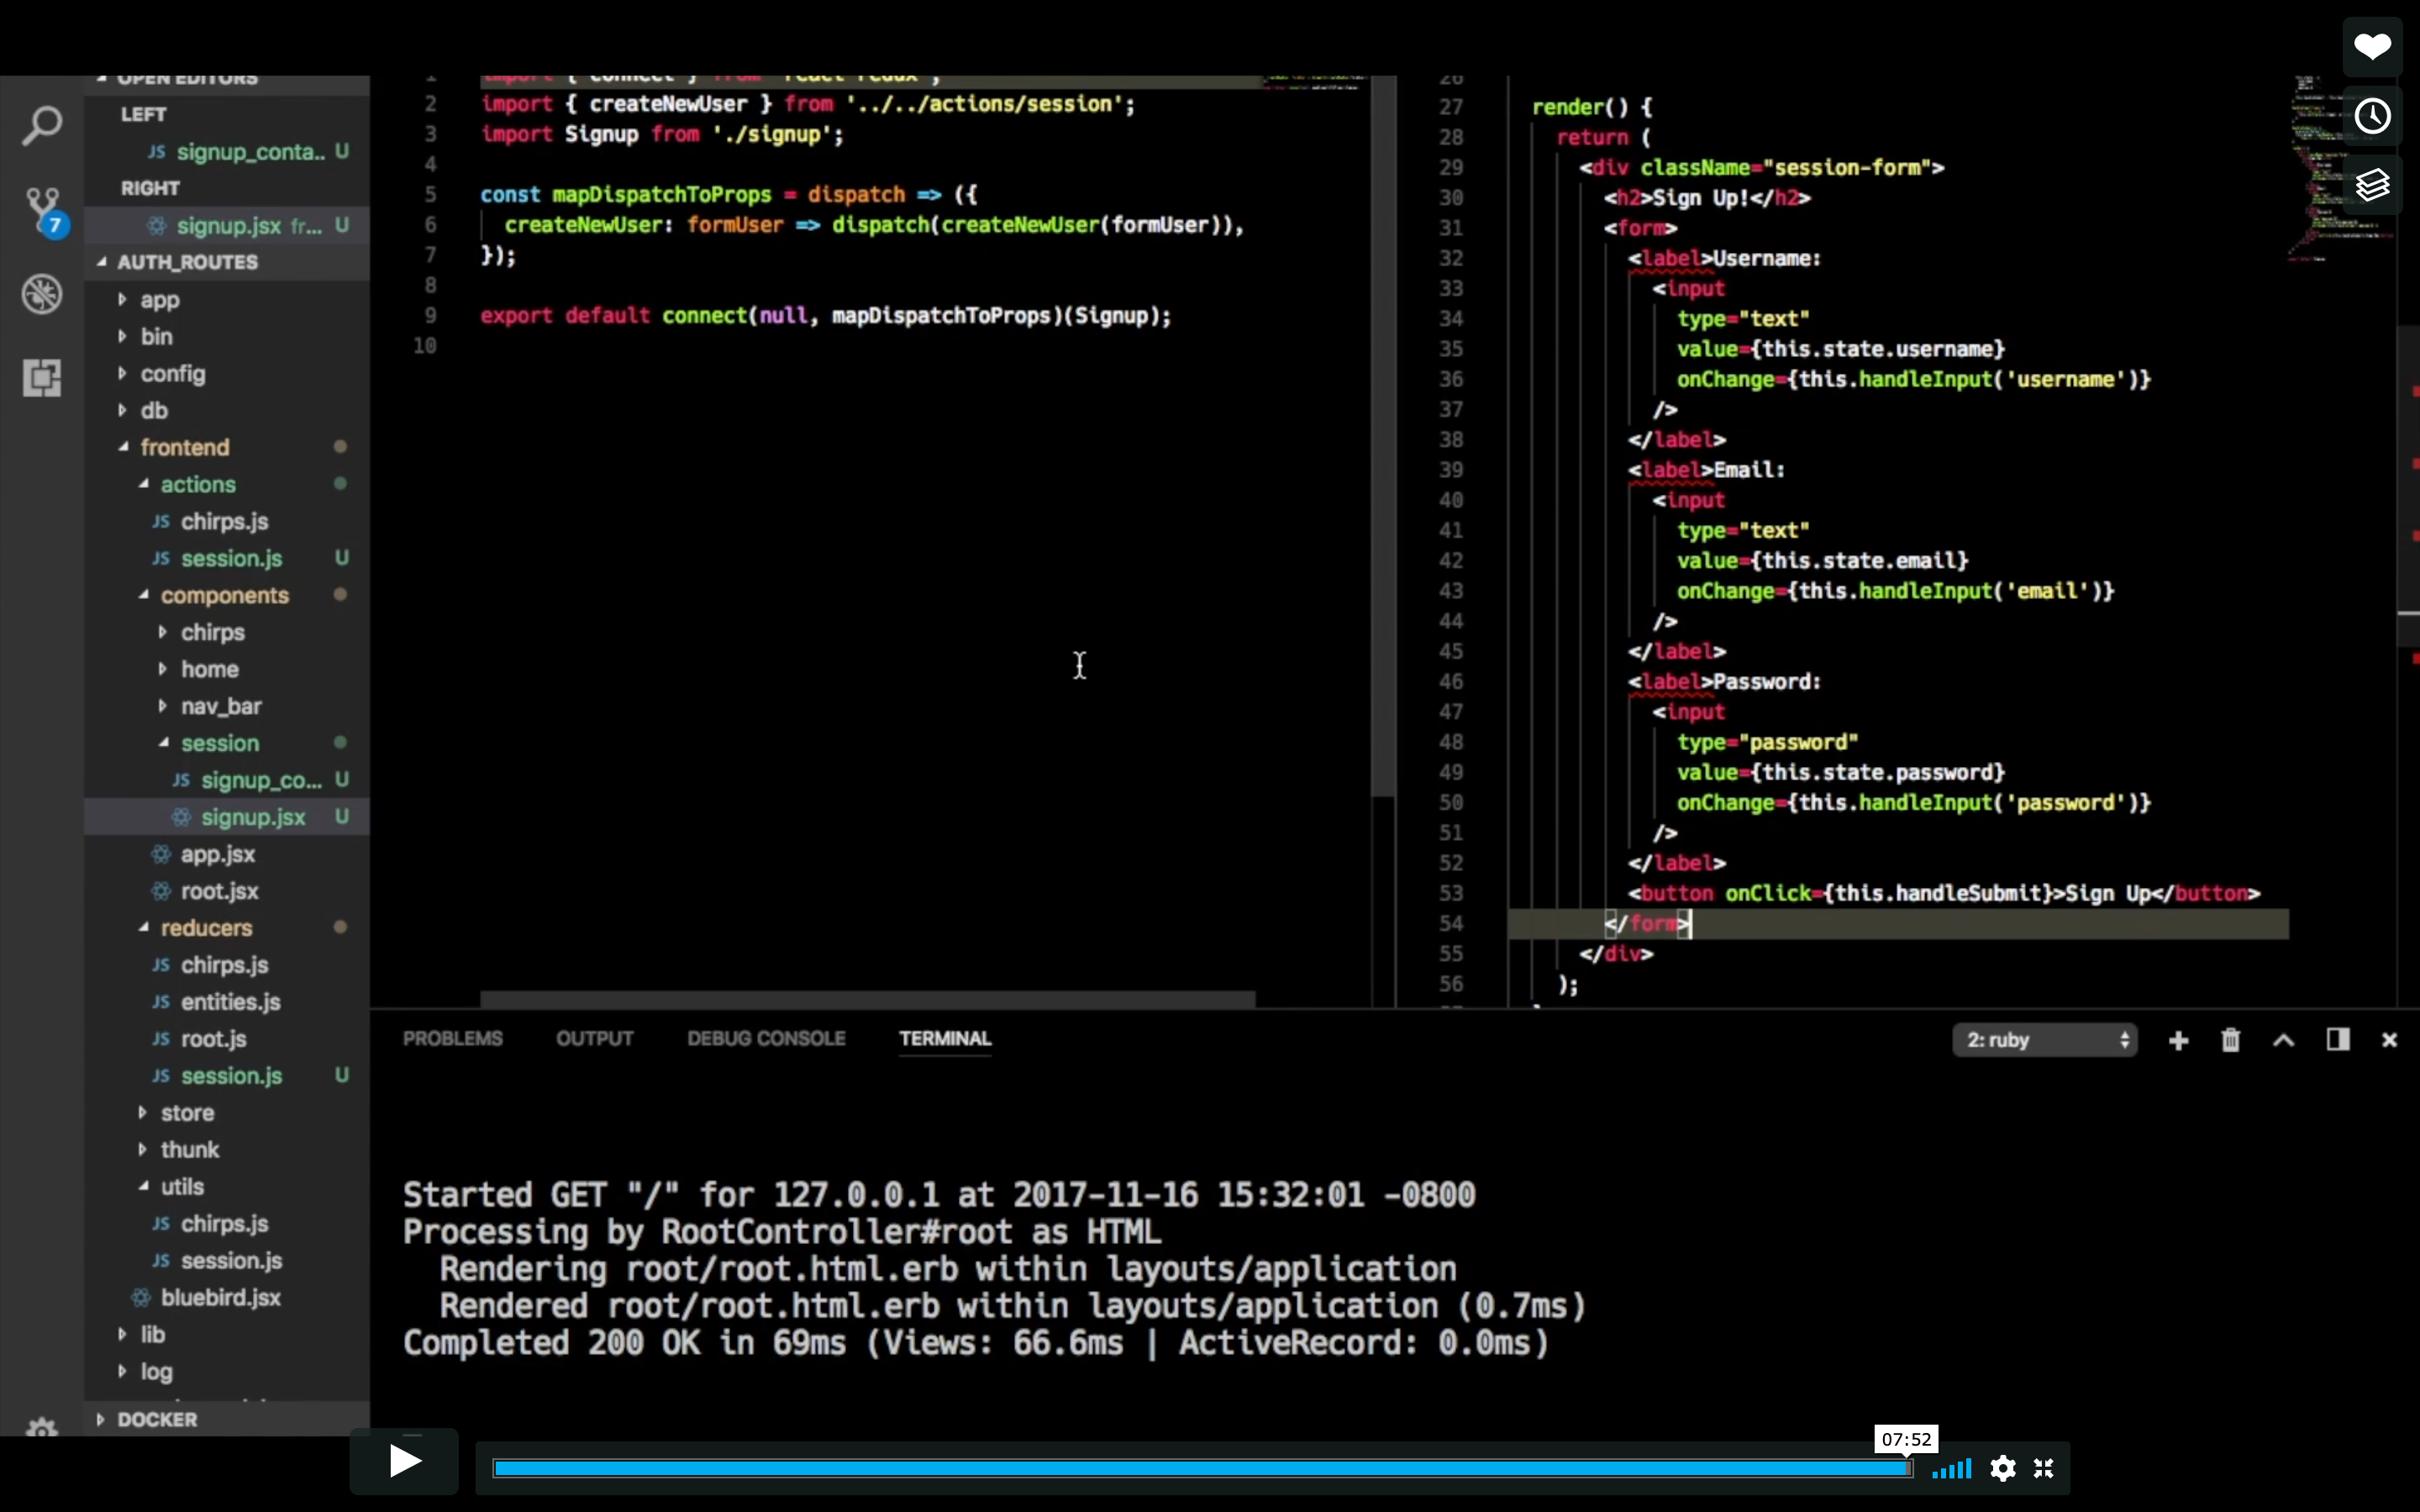 OPEN EDITORS
LEFT
JS signup_conta.. U
RIGHT
signup.jsx fr... U
7
AUTH_ROUTES
app
bin
config
db
frontend
actions
JS chirps.js
JS session.js U
components
chirps
home
nav_bar
session
JS signup_co... U
signup.jsx U
app.jsx
root.jsx
reducers
JS chirps.js
JS entities.js
JS root.js
JS session.js U
store
thunk
utils
JS chirps.js
JS session.js
bluebird.jsx
lib
log
DOCKER
1 import { connect } from 'react-redux';
2 import { createNewUser } from '../../actions/session';
3 import Signup from './signup';
4
5 const mapDispatchToProps = dispatch => ({
6 createNewUser: formUser => dispatch(createNewUser(formUser)),
7 });
8
9 export default connect(null, mapDispatchToProps)(Signup);
10
26
27 render() {
28 return (
29 <div className="session-form">
30 <h2>Sign Up!</h2>
31 <form>
32 <label>Username:
33 <input
34 type="text"
35 value={this.state.username}
36 onChange={this.handleInput('username')}
37 />
38 </label>
39 <label>Email:
40 <input
41 type="text"
42 value={this.state.email}
43 onChange={this.handleInput('email')}
44 />
45 </label>
46 <label>Password:
47 <input
48 type="password"
49 value={this.state.password}
50 onChange={this.handleInput('password')}
51 />
52 </label>
53 <button onClick={this.handleSubmit}>Sign Up</button>
54 </form>
55 </div>
56 );
PROBLEMS OUTPUT DEBUG CONSOLE TERMINAL 2: ruby
Started GET "/" for 127.0.0.1 at 2017-11-16 15:32:01 -0800
Processing by RootController#root as HTML
Rendering root/root.html.erb within layouts/application
Rendered root/root.html.erb within layouts/application (0.7ms)
Completed 200 OK in 69ms (Views: 66.6ms | ActiveRecord: 0.0ms)
07:52